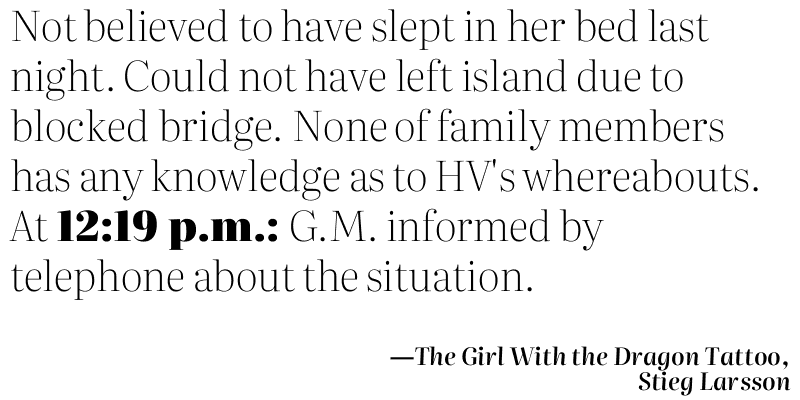 Not believed to have slept in her bed last
night. Could not have left island due to
blocked bridge. None of family members
has any knowledge as to HV's whereabouts.
At 12:19 p.m.: G.M. informed by
telephone about the situation.
—The Girl With the Dragon Tattoo,
Stieg Larsson